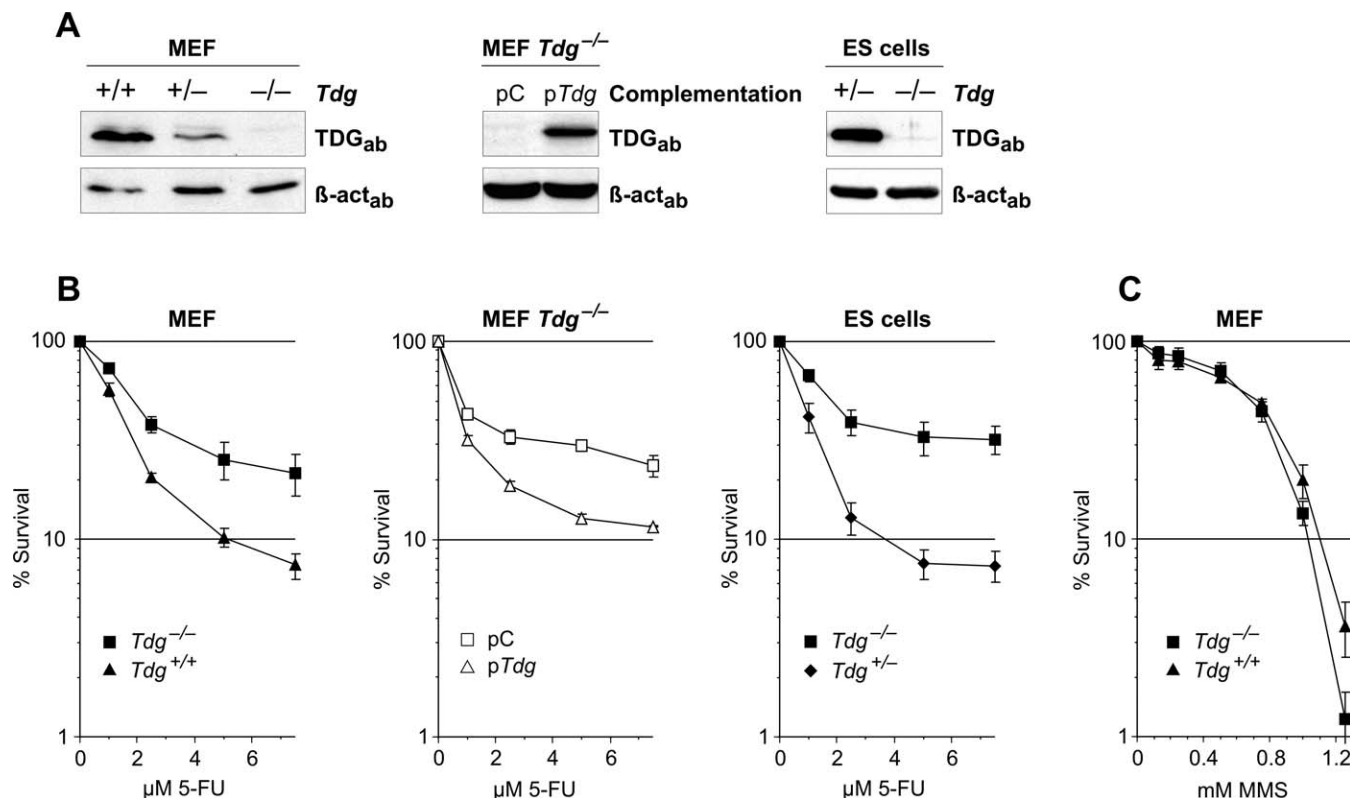 A
MEF
+/+ +/– –/– Tdg
TDGab
ß-actab
MEF Tdg–/–
pC pTdg Complementation
TDGab
ß-actab
ES cells
+/– –/– Tdg
TDGab
ß-actab
B
MEF
100
10
1
% Survival
Tdg–/–
Tdg+/+
0 2 4 6
µM 5-FU
MEF Tdg–/–
100
10
1
% Survival
pC
pTdg
0 2 4 6
µM 5-FU
ES cells
100
10
1
% Survival
Tdg–/–
Tdg+/–
0 2 4 6
µM 5-FU
C
MEF
100
10
1
% Survival
Tdg–/–
Tdg+/+
0 0.4 0.8 1.2
mM MMS